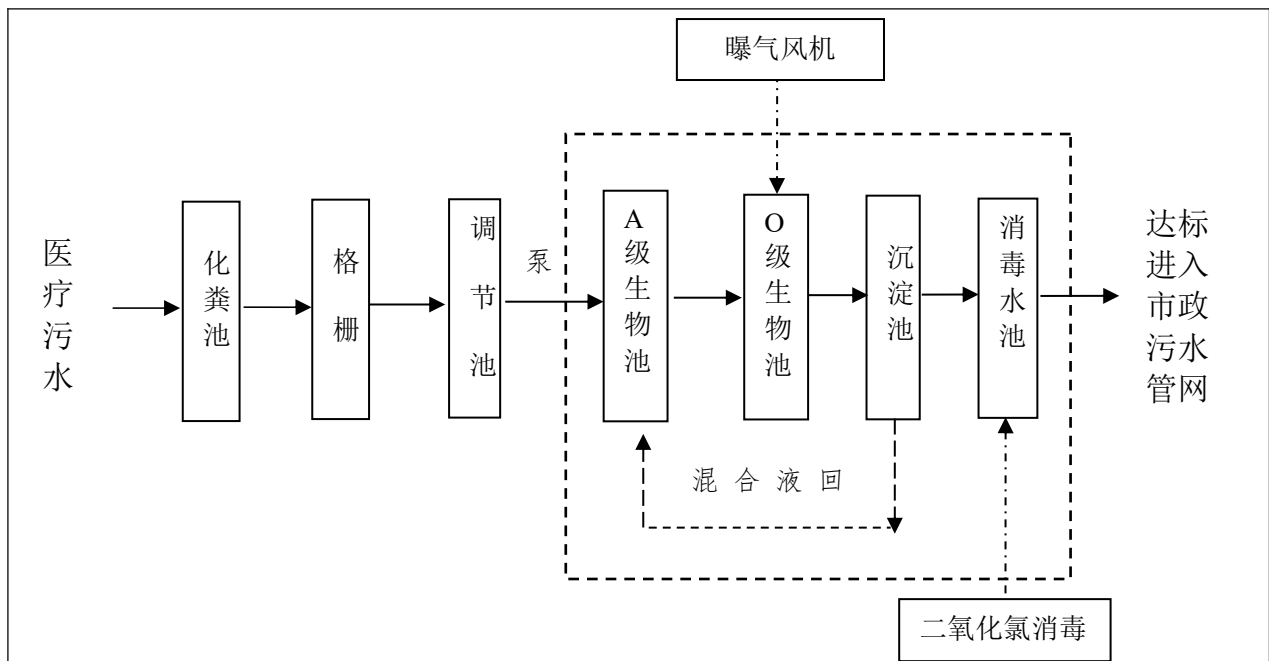 曝气风机
医疗污水
化粪池
格栅
调节池
泵
A级生物池
O级生物池
沉淀池
消毒水池
达标
进入
市政
污水
管网
混合液回
二氧化氯消毒